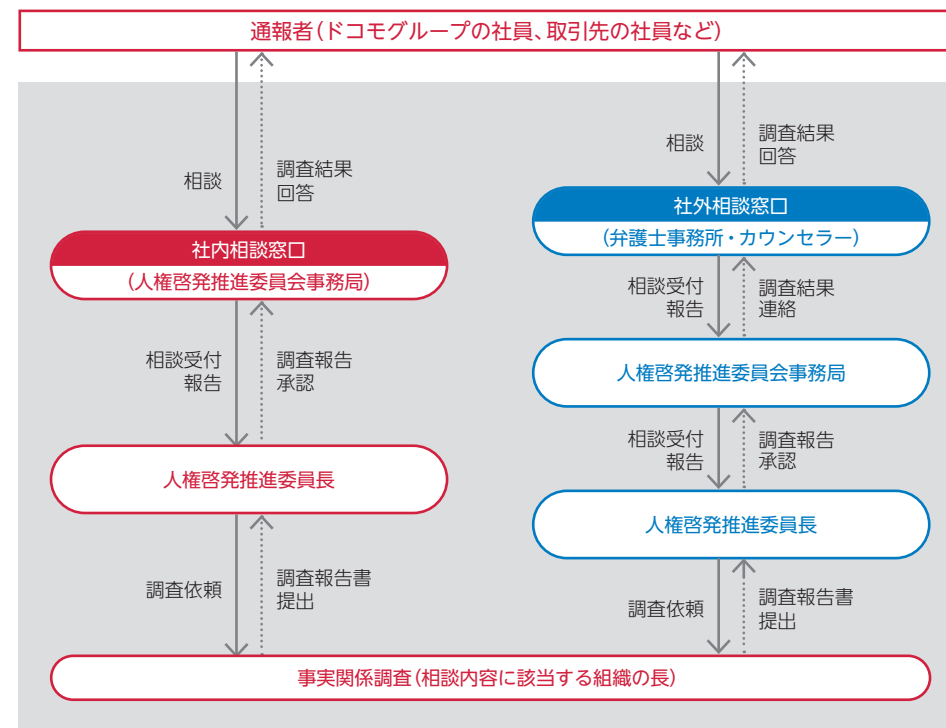 通報者(ドコモグループの社員、取引先の社員など)
相談
調査結果
回答
社内相談窓口
(人権啓発推進委員会事務局)
相談受付
報告
調査報告
承認
人権啓発推進委員長
調査依頼
調査報告書
提出
相談
調査結果
回答
社外相談窓口
(弁護士事務所・カウンセラー)
相談受付
報告
調査結果
連絡
人権啓発推進委員会事務局
相談受付
報告
調査報告
承認
人権啓発推進委員長
調査依頼
調査報告書
提出
事実関係調査(相談内容に該当する組織の長)